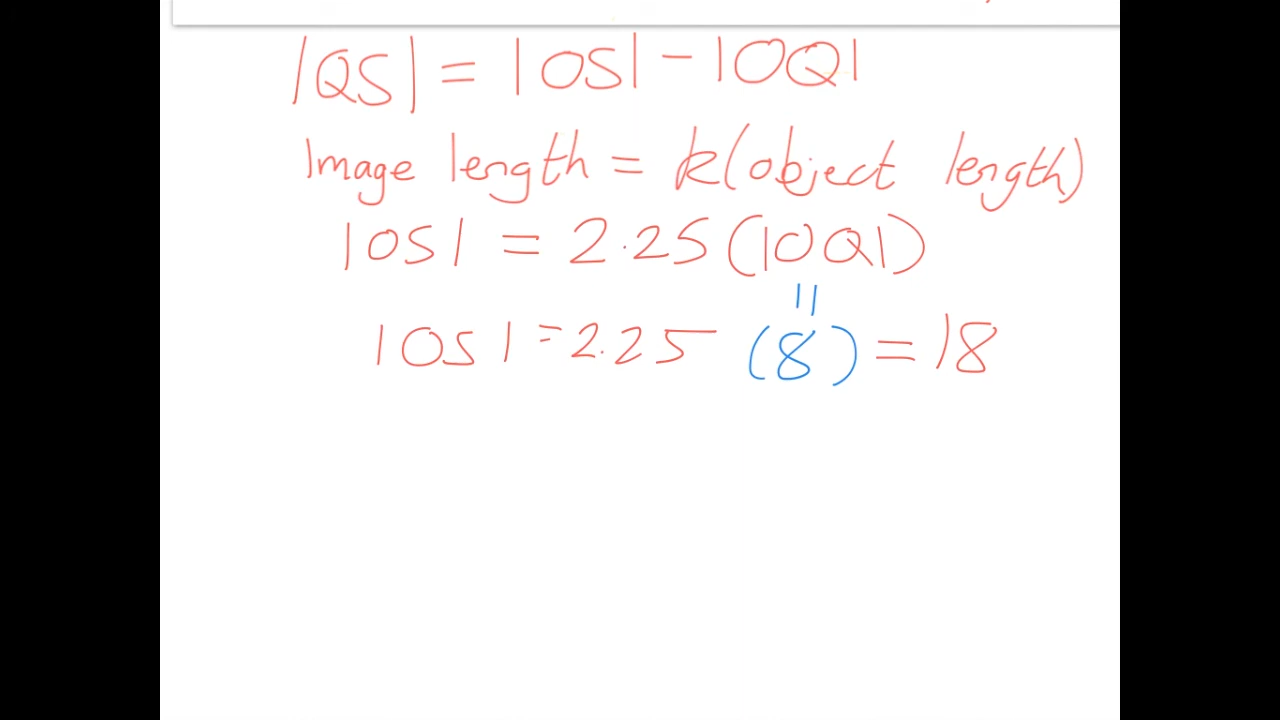 |QS| = |OS| - |OQ|
Image length = k(object length)
|OS| = 2.25(|OQ|)
||
|OS| = 2.25 (8) = 18